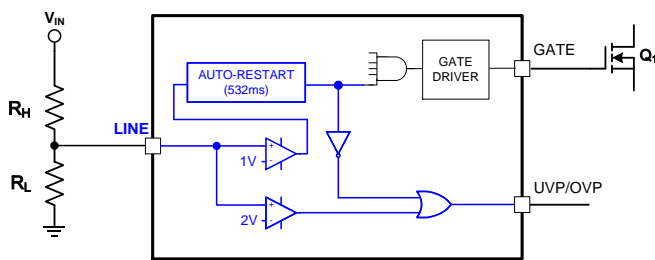 VIN
RH
RL
LINE
AUTO-RESTART
(532ms)
1V
+
-
2V
+
-
GATE
DRIVER
GATE
Q1
UVP/OVP